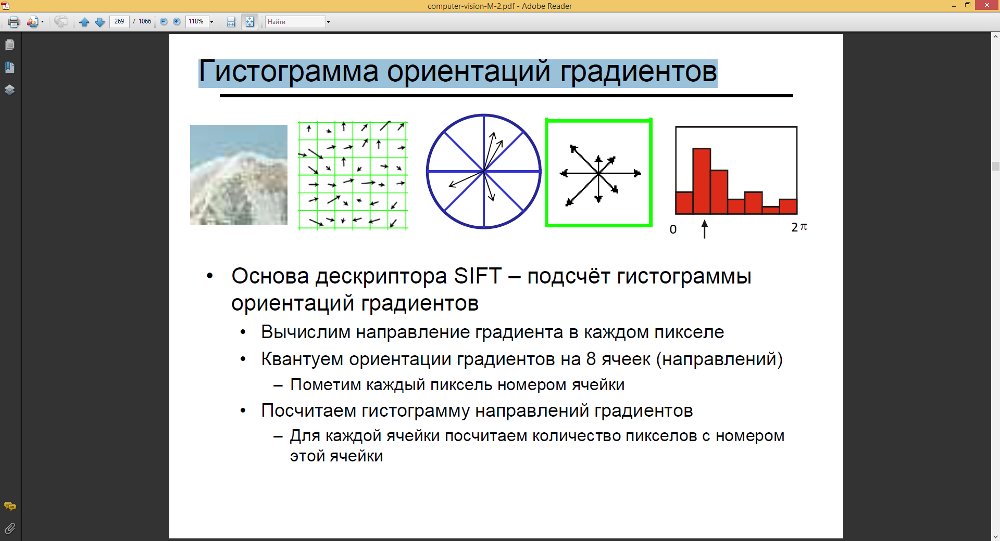 computer-vision-M-2.pdf - Adobe Reader
269 / 1066 118% Найти
Гистограмма ориентаций градиентов
0 2 π
• Основа дескриптора SIFT – подсчёт гистограммы
ориентаций градиентов
• Вычислим направление градиента в каждом пикселе
• Квантуем ориентации градиентов на 8 ячеек (направлений)
– Пометим каждый пиксель номером ячейки
• Посчитаем гистограмму направлений градиентов
– Для каждой ячейки посчитаем количество пикселов с номером
этой ячейки